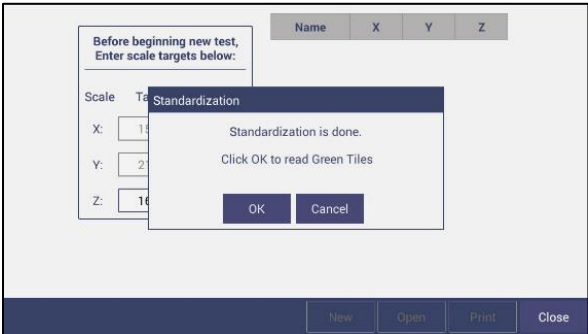 Before beginning new test,
Enter scale targets below:
Name X Y Z
Scale
Standardization
Standardization is done.
Click OK to read Green Tiles
X:
Y:
Z:
OK Cancel
New Open Print Close